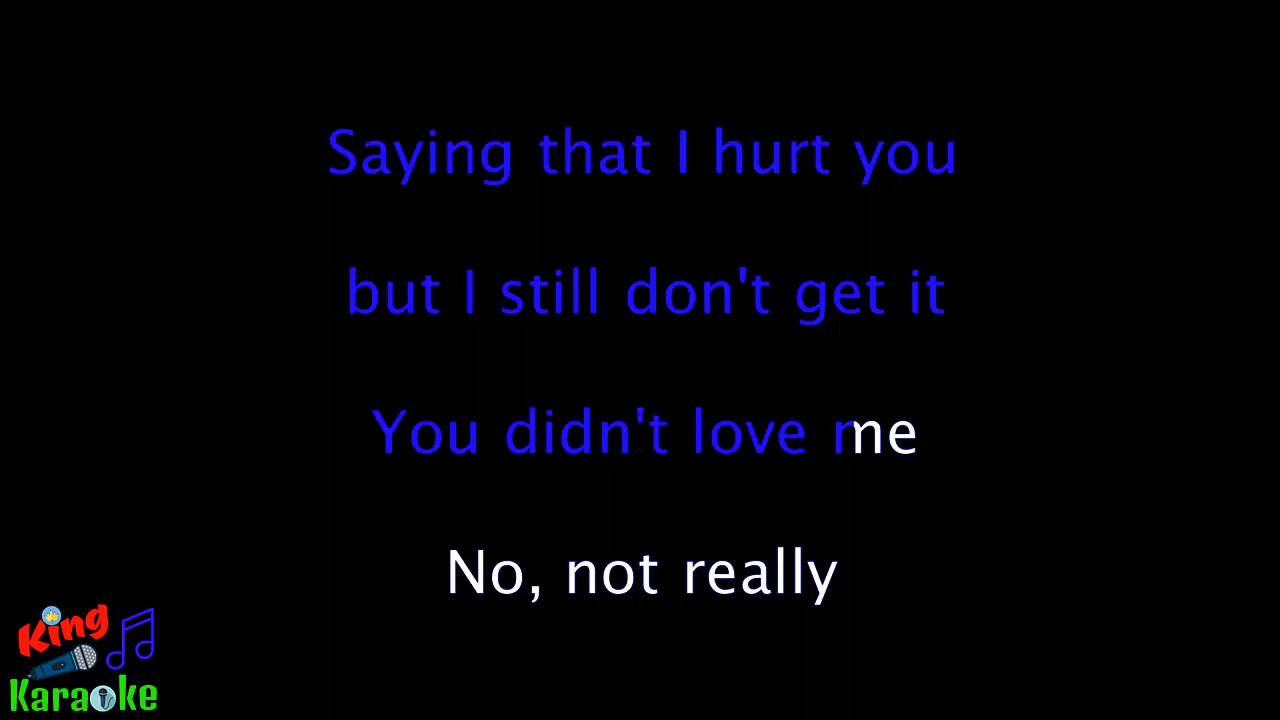 Saying that I hurt you
but I still don't get it
You didn't love me
No, not really
King
Karaoke